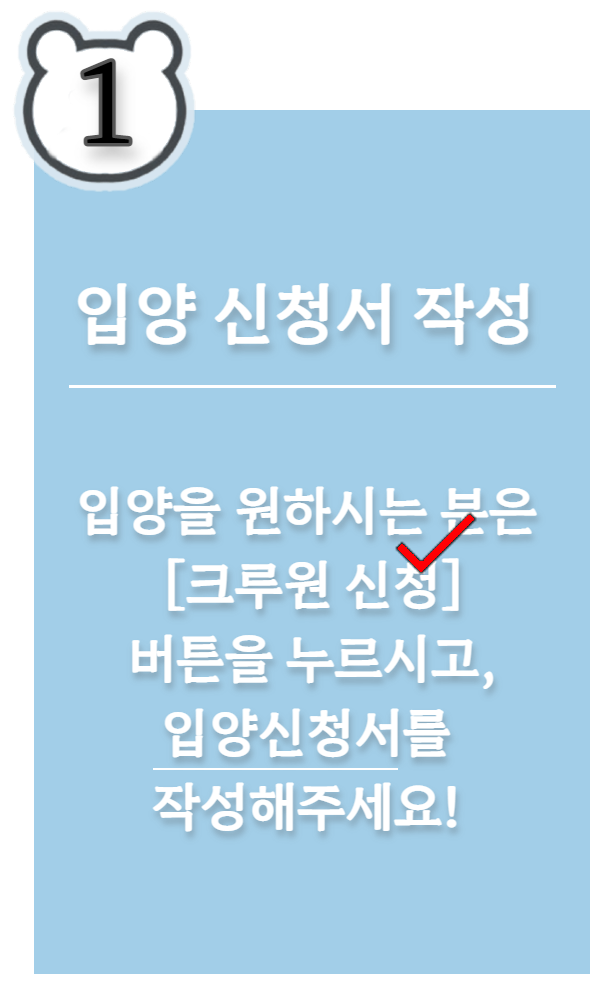 1
입양 신청서 작성
입양을 원하시는 분은
[크루원 신청]
버튼을 누르시고,
입양신청서를
작성해주세요!